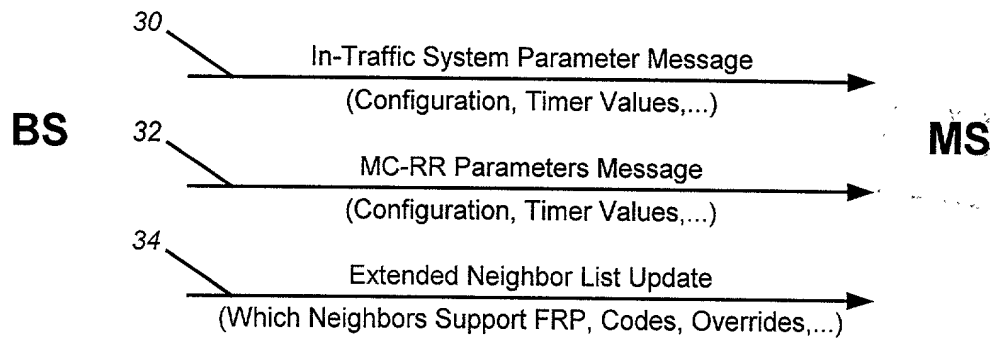 30
In-Traffic System Parameter Message
(Configuration, Timer Values,...)
BS
MS
32
MC-RR Parameters Message
(Configuration, Timer Values,...)
34
Extended Neighbor List Update
(Which Neighbors Support FRP, Codes, Overrides,...)